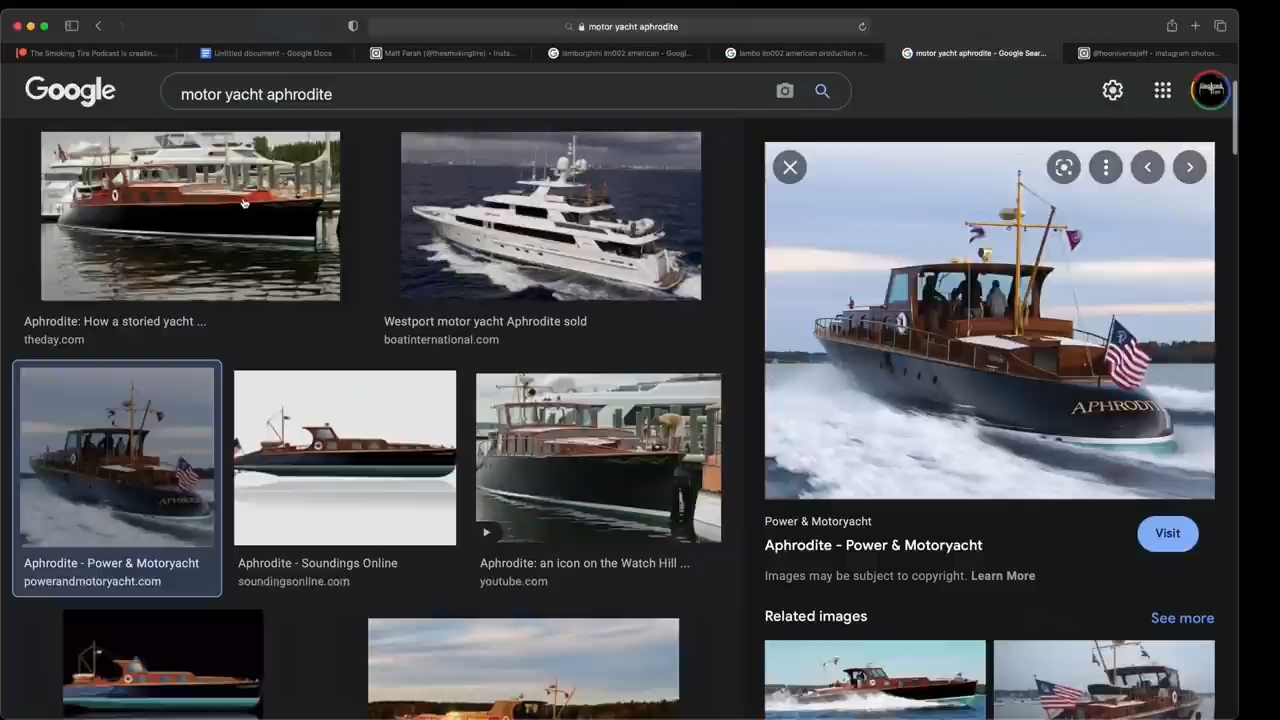 motor yacht aphrodite
The Smoking Tire Podcast is creatin...
Untitled document - Google Docs
Matt Farah (@thesmokingtire) • Insta...
lamborghini lm002 american - Googl...
lambo lm002 american production n...
motor yacht aphrodite - Google Sear...
@hooniversejeff • Instagram photos...
Google
motor yacht aphrodite
Aphrodite: How a storied yacht ...
theday.com
Westport motor yacht Aphrodite sold
boatinternational.com
APHRODIT
Power & Motoryacht
Visit
Aphrodite - Power & Motoryacht
Images may be subject to copyright. Learn More
Aphrodite - Power & Motoryacht
powerandmotoryacht.com
Aphrodite - Soundings Online
soundingsonline.com
Aphrodite: an icon on the Watch Hill ...
youtube.com
Related images
See more